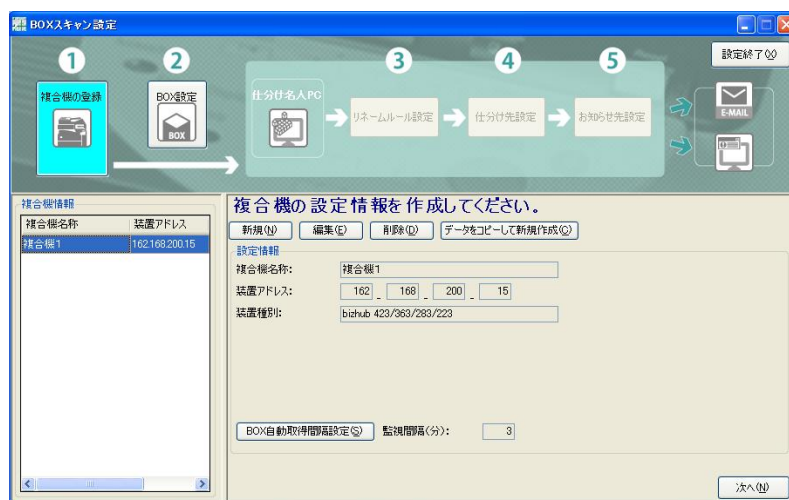 BOXスキャン設定
1
2
3
4
5
設定終了(X)
複合機の登録
BOX設定
BOX
仕分け名人PC
リネームルール設定
仕分け先設定
お知らせ先設定
E-MAIL
複合機情報
複合機名称 装置アドレス
複合機1 162.168.200.15
複合機の設定情報を作成してください。
新規(N) 編集(E) 削除(D) データをコピーして新規作成(C)
設定情報
複合機名称: 複合機1
装置アドレス: 162 . 168 . 200 . 15
装置種別: bizhub 423/363/283/223
BOX自動取得間隔設定(S) 監視間隔(分): 3
次へ(N)